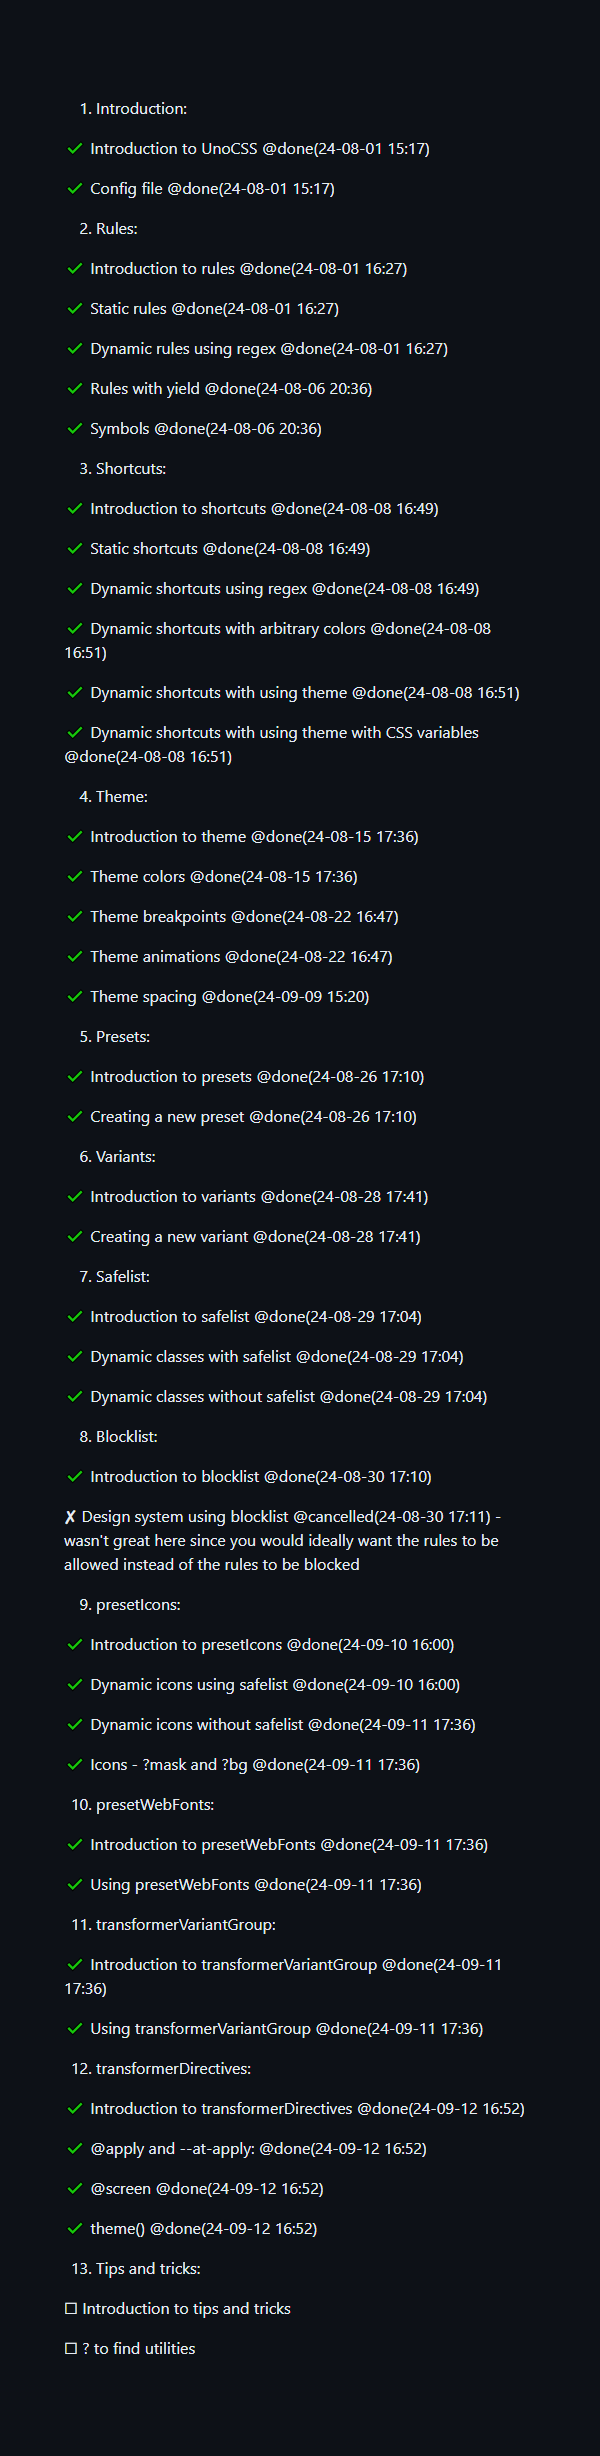 1. Introduction:
✓ Introduction to UnoCSS @done(24-08-01 15:17)
✓ Config file @done(24-08-01 15:17)
2. Rules:
✓ Introduction to rules @done(24-08-01 16:27)
✓ Static rules @done(24-08-01 16:27)
✓ Dynamic rules using regex @done(24-08-01 16:27)
✓ Rules with yield @done(24-08-06 20:36)
✓ Symbols @done(24-08-06 20:36)
3. Shortcuts:
✓ Introduction to shortcuts @done(24-08-08 16:49)
✓ Static shortcuts @done(24-08-08 16:49)
✓ Dynamic shortcuts using regex @done(24-08-08 16:49)
✓ Dynamic shortcuts with arbitrary colors @done(24-08-08
16:51)
✓ Dynamic shortcuts with using theme @done(24-08-08 16:51)
✓ Dynamic shortcuts with using theme with CSS variables
@done(24-08-08 16:51)
4. Theme:
✓ Introduction to theme @done(24-08-15 17:36)
✓ Theme colors @done(24-08-15 17:36)
✓ Theme breakpoints @done(24-08-22 16:47)
✓ Theme animations @done(24-08-22 16:47)
✓ Theme spacing @done(24-09-09 15:20)
5. Presets:
✓ Introduction to presets @done(24-08-26 17:10)
✓ Creating a new preset @done(24-08-26 17:10)
6. Variants:
✓ Introduction to variants @done(24-08-28 17:41)
✓ Creating a new variant @done(24-08-28 17:41)
7. Safelist:
✓ Introduction to safelist @done(24-08-29 17:04)
✓ Dynamic classes with safelist @done(24-08-29 17:04)
✓ Dynamic classes without safelist @done(24-08-29 17:04)
8. Blocklist:
✓ Introduction to blocklist @done(24-08-30 17:10)
✘ Design system using blocklist @cancelled(24-08-30 17:11) -
wasn't great here since you would ideally want the rules to be
allowed instead of the rules to be blocked
9. presetIcons:
✓ Introduction to presetIcons @done(24-09-10 16:00)
✓ Dynamic icons using safelist @done(24-09-10 16:00)
✓ Dynamic icons without safelist @done(24-09-11 17:36)
✓ Icons - ?mask and ?bg @done(24-09-11 17:36)
10. presetWebFonts:
✓ Introduction to presetWebFonts @done(24-09-11 17:36)
✓ Using presetWebFonts @done(24-09-11 17:36)
11. transformerVariantGroup:
✓ Introduction to transformerVariantGroup @done(24-09-11
17:36)
✓ Using transformerVariantGroup @done(24-09-11 17:36)
12. transformerDirectives:
✓ Introduction to transformerDirectives @done(24-09-12 16:52)
✓ @apply and --at-apply: @done(24-09-12 16:52)
✓ @screen @done(24-09-12 16:52)
✓ theme() @done(24-09-12 16:52)
13. Tips and tricks:
☐ Introduction to tips and tricks
☐ ? to find utilities